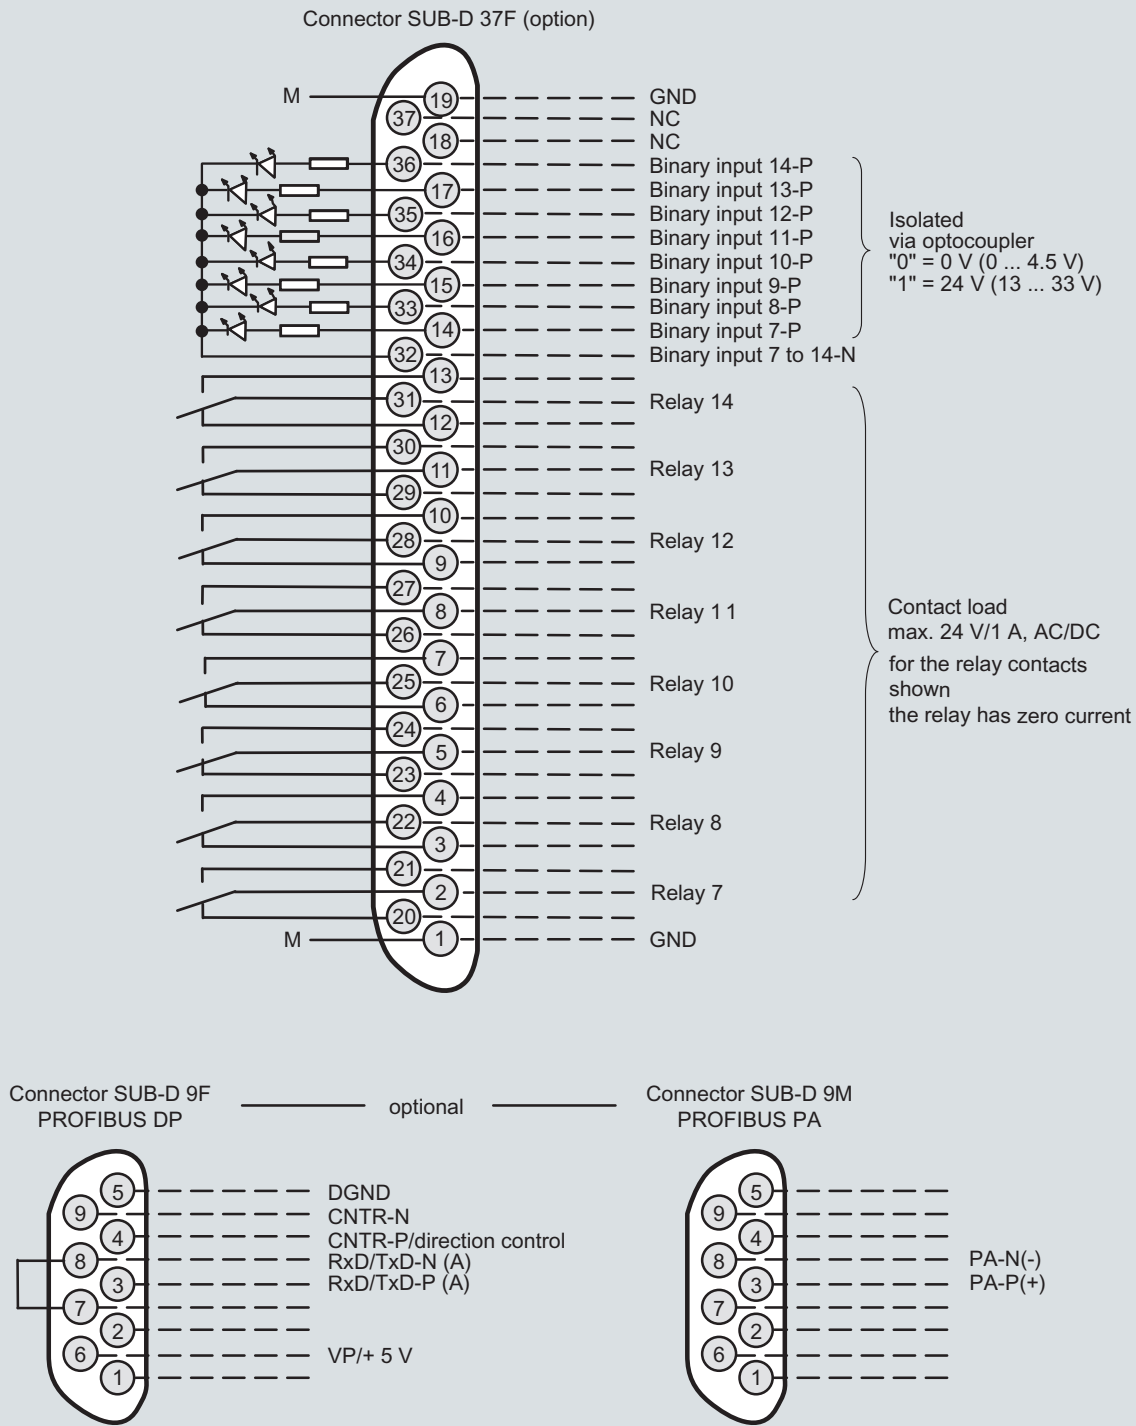 Connector SUB-D 37F (option)
M 19 GND
37 NC
18 NC
36 Binary input 14-P
17 Binary input 13-P
35 Binary input 12-P
16 Binary input 11-P
34 Binary input 10-P
15 Binary input 9-P
33 Binary input 8-P
14 Binary input 7-P
32 Binary input 7 to 14-N
Isolated
via optocoupler
"0" = 0 V (0 ... 4.5 V)
"1" = 24 V (13 ... 33 V)
13
31 Relay 14
12
30
11 Relay 13
29
10
28 Relay 12
9
27
8 Relay 11
26
7
25 Relay 10
6
24
5 Relay 9
23
4
22 Relay 8
3
21
2 Relay 7
20
M 1 GND
Contact load
max. 24 V/1 A, AC/DC
for the relay contacts
shown
the relay has zero current
Connector SUB-D 9F
PROFIBUS DP
optional
Connector SUB-D 9M
PROFIBUS PA
5 DGND
9 CNTR-N
4 CNTR-P/direction control
8 RxD/TxD-N (A)
3 RxD/TxD-P (A)
7
2
6 VP/+ 5 V
1
5
9
4
8 PA-N(-)
3 PA-P(+)
7
2
6
1